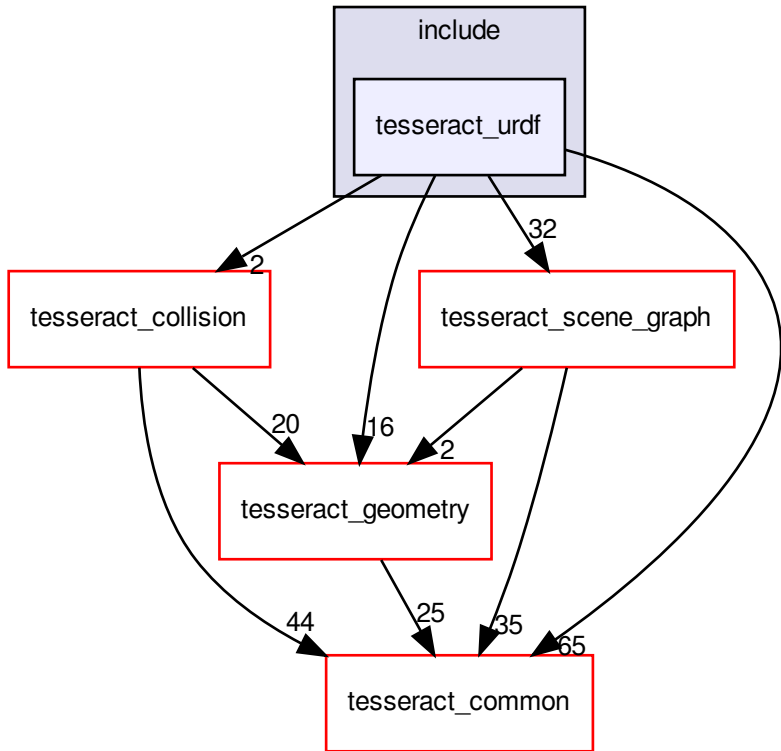 include
tesseract_urdf
32
2
tesseract_collision
tesseract_scene_graph
20
16
2
tesseract_geometry
44
25
35
65
tesseract_common